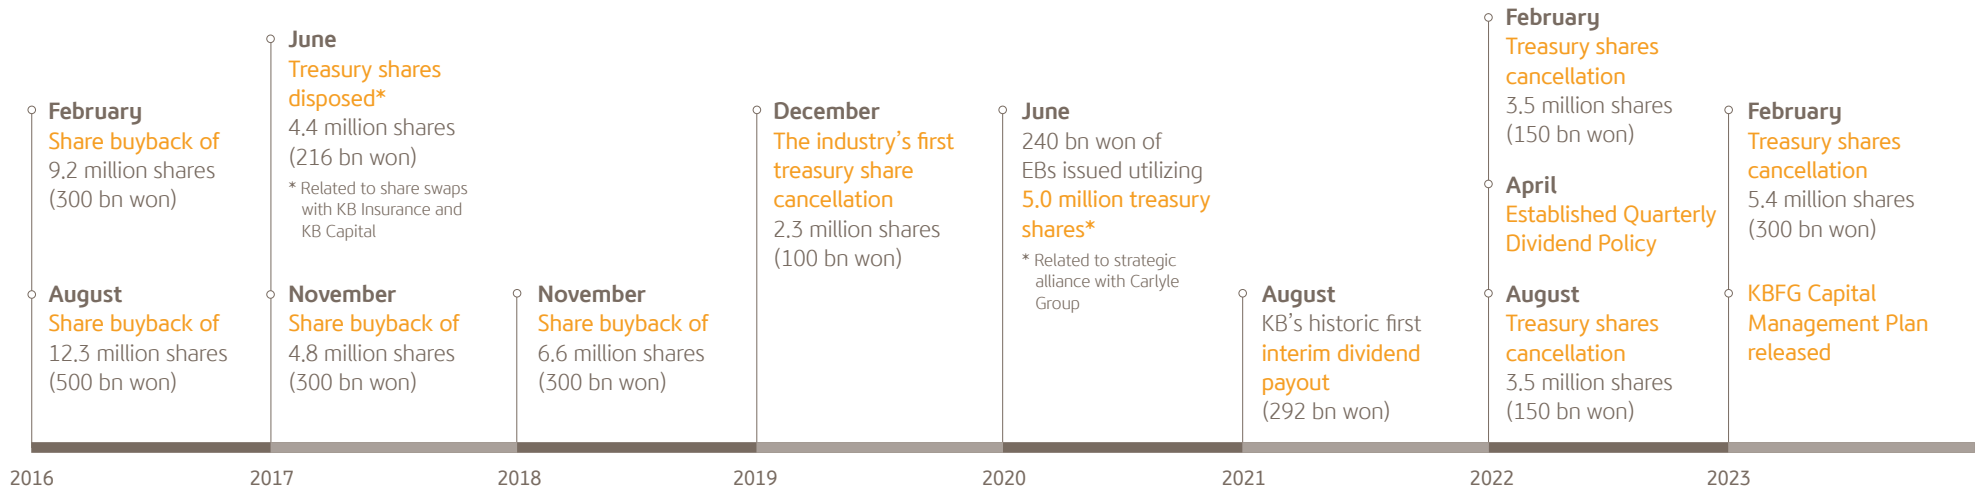 February
Share buyback of
9.2 million shares
(300 bn won)
August
Share buyback of
12.3 million shares
(500 bn won)
June
Treasury shares
disposed*
4.4 million shares
(216 bn won)
* Related to share swaps
with KB Insurance and
KB Capital
November
Share buyback of
4.8 million shares
(300 bn won)
November
Share buyback of
6.6 million shares
(300 bn won)
December
The industry’s first
treasury share
cancellation
2.3 million shares
(100 bn won)
June
240 bn won of
EBs issued utilizing
5.0 million treasury
shares*
* Related to strategic
alliance with Carlyle
Group
August
KB’s historic first
interim dividend
payout
(292 bn won)
February
Treasury shares
cancellation
3.5 million shares
(150 bn won)
April
Established Quarterly
Dividend Policy
August
Treasury shares
cancellation
3.5 million shares
(150 bn won)
February
Treasury shares
cancellation
5.4 million shares
(300 bn won)
KBFG Capital
Management Plan
released
2016
2017
2018
2019
2020
2021
2022
2023